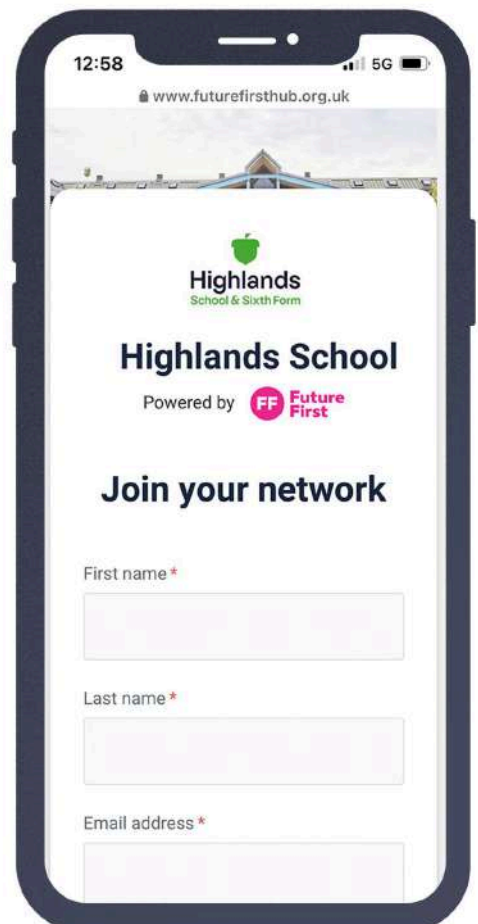 12:58 5G
www.futurefirsthub.org.uk
Highlands
School & Sixth Form
Highlands School
Powered by FF Future
First
Join your network
First name *
Last name *
Email address *